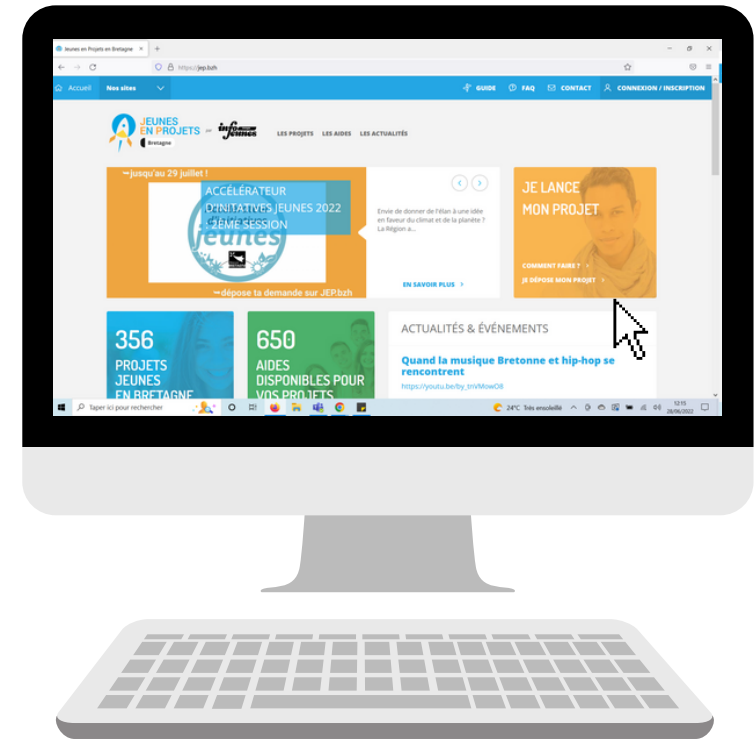 Jeunes en Projets en Bretagne × +
https://jep.bzh
Accueil Nos sites GUIDE FAQ CONTACT CONNEXION / INSCRIPTION
JEUNES
EN PROJETS
Bretagne
par info jeunes
LES PROJETS LES AIDES LES ACTUALITÉS
jusqu'au 29 juillet !
ACCÉLÉRATEUR
D'INITATIVES JEUNES 2022
: 2ÈME SESSION
d'initiatives
jeunes
dépose ta demande sur JEP.bzh
Envie de donner de l'élan à une idée
en faveur du climat et de la planète ?
La Région a...
EN SAVOIR PLUS >
JE LANCE
MON PROJET
COMMENT FAIRE ? >
JE DÉPOSE MON PROJET >
356
PROJETS
JEUNES
EN BRETAGNE
650
AIDES
DISPONIBLES POUR
VOS PROJETS
ACTUALITÉS & ÉVÉNEMENTS
Quand la musique Bretonne et hip-hop se
rencontrent
Taper ici pour rechercher
24°C Très ensoleillé
12:15
28/06/2022